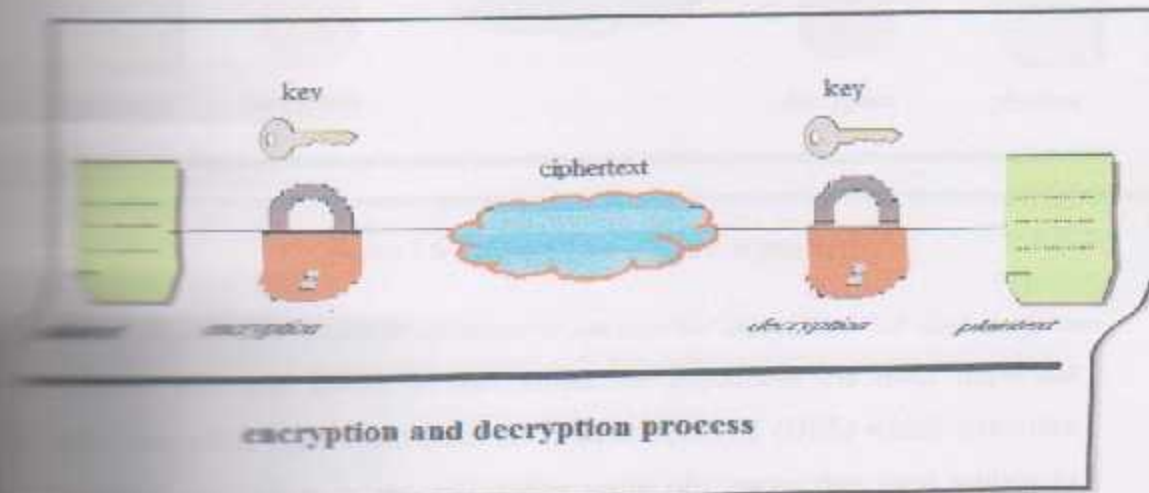 key key
ciphertext
encryption decryption plaintext
encryption and decryption process